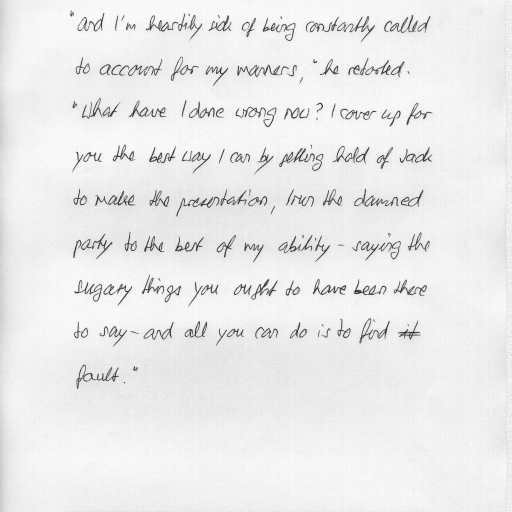 "and I'm heartily sick of being constantly called
to account for my manners," he retorted.
"What have I done wrong now? I cover up for
you the best way I can by getting hold of Jack
to make the presentation, I run the damned
party to the best of my ability - saying the
sugary things you ought to have been there
to say - and all you can do is to find it
fault."